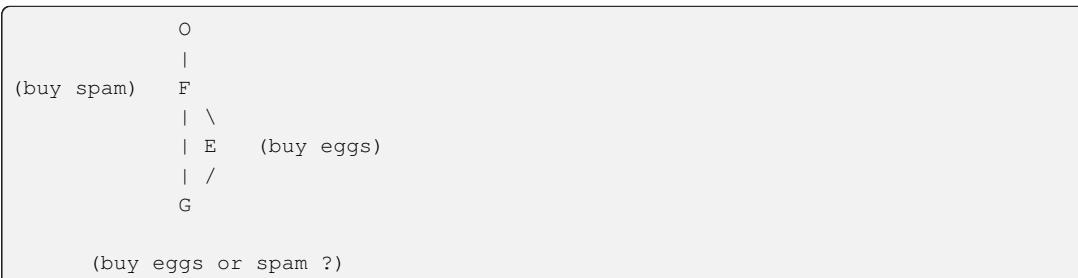 O
             |
(buy spam)   F
             | \
             | E   (buy eggs)
             | /
             G

      (buy eggs or spam ?)